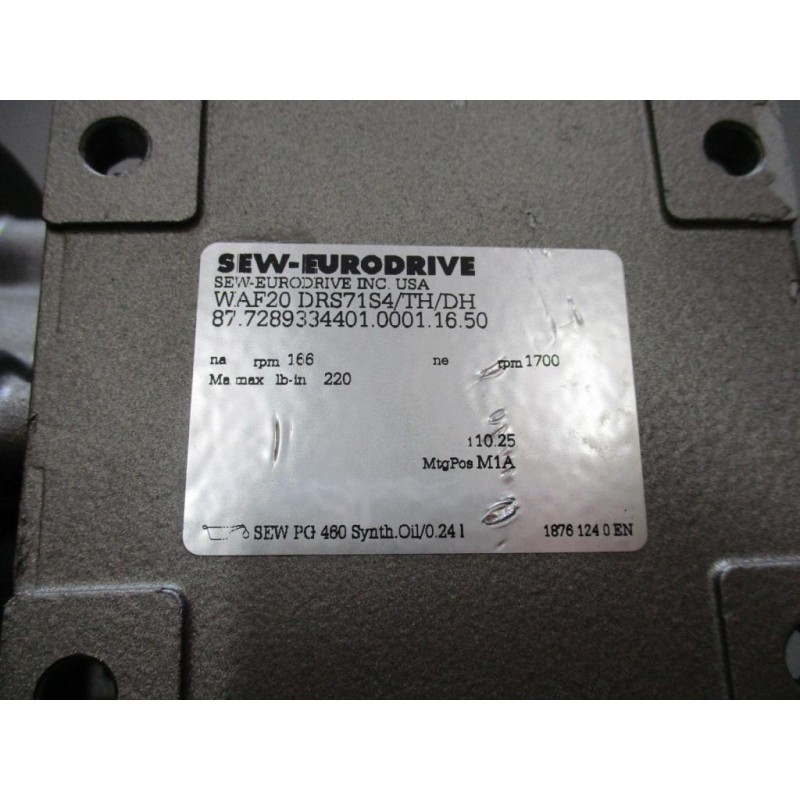 SEW-EURODRIVE
SEW-EURODRIVE INC. USA
WAF20 DRS71S4/TH/DH
87.7289334401.0001.16.50
na rpm 166 ne rpm 1700
Ma max lb-in 220
i 10.25
MtgPos M1A
SEW PG 460 Synth.Oil/0.24 l 1876 124 0 EN